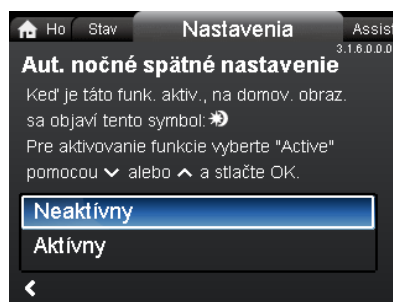 Ho Stav Nastavenia Assist
3.1.6.0.0.0
Aut. nočné spätné nastavenie
Keď je táto funk. aktiv., na domov. obraz.
sa objaví tento symbol:
Pre aktivovanie funkcie vyberte "Active"
pomocou alebo a stlačte OK.
Neaktívny
Aktívny